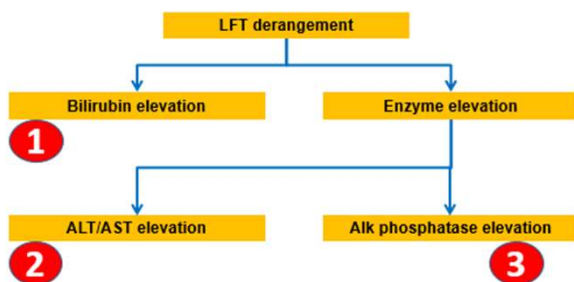 LFT derangement
Bilirubin elevation
Enzyme elevation
1
ALT/AST elevation
Alk phosphatase elevation
2
3